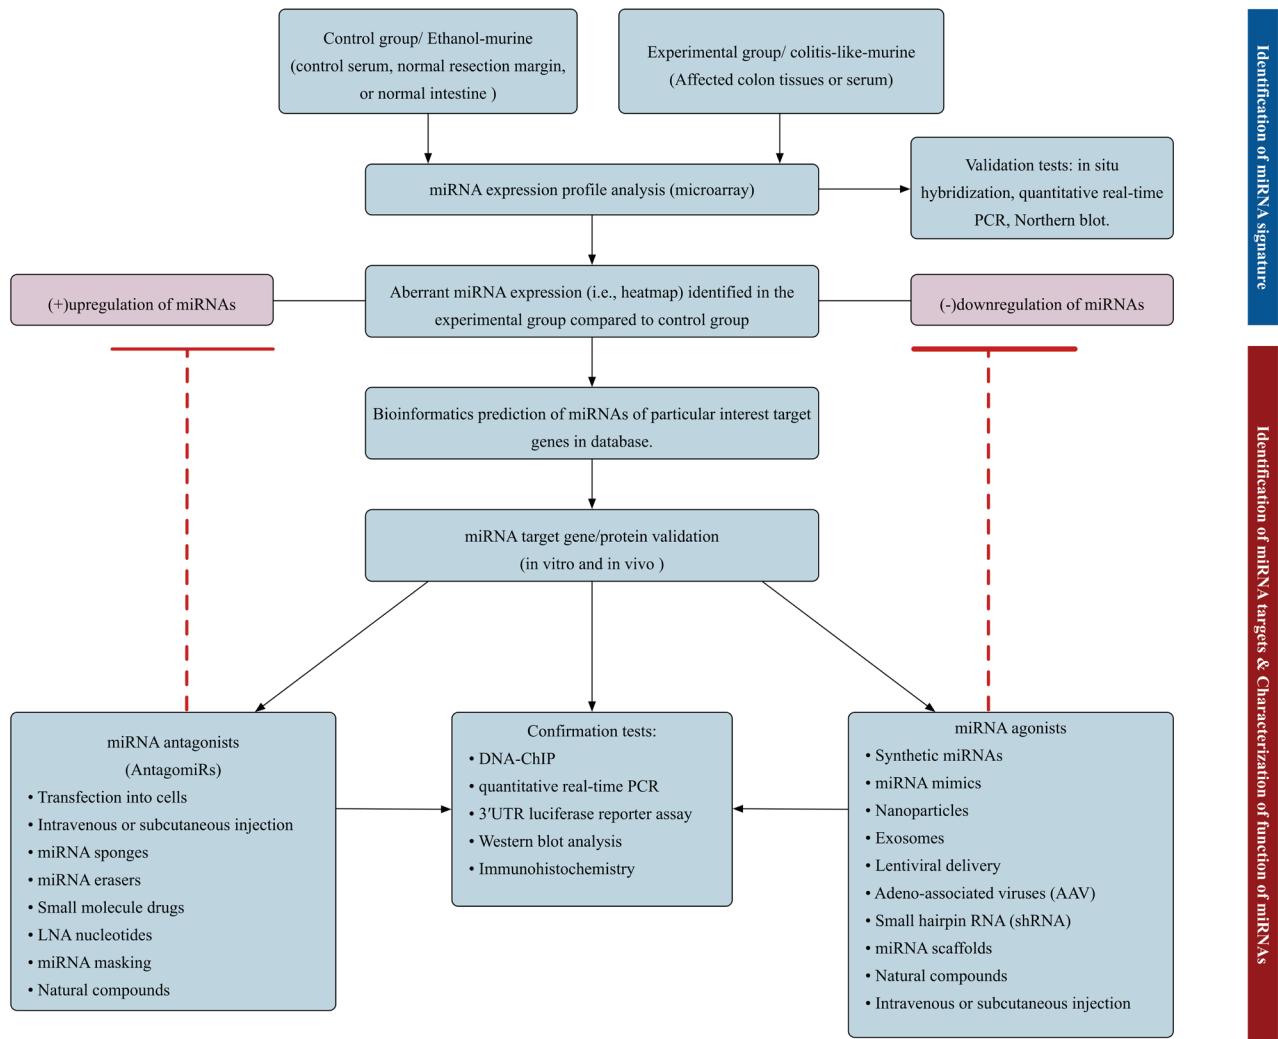 Control group/ Ethanol-murine
(control serum, normal resection margin,
or normal intestine )
Experimental group/ colitis-like-murine
(Affected colon tissues or serum)
miRNA expression profile analysis (microarray)
Validation tests: in situ
hybridization, quantitative real-time
PCR, Northern blot.
Identification of miRNA signature
(+)upregulation of miRNAs
Aberrant miRNA expression (i.e., heatmap) identified in the
experimental group compared to control group
(-)downregulation of miRNAs
Bioinformatics prediction of miRNAs of particular interest target
genes in database.
miRNA target gene/protein validation
(in vitro and in vivo )
Identification of miRNA targets & Characterization of function of miRNAs
miRNA antagonists
(AntagomiRs)
• Transfection into cells
• Intravenous or subcutaneous injection
• miRNA sponges
• miRNA erasers
• Small molecule drugs
• LNA nucleotides
• miRNA masking
• Natural compounds
Confirmation tests:
• DNA-ChIP
• quantitative real-time PCR
• 3′UTR luciferase reporter assay
• Western blot analysis
• Immunohistochemistry
miRNA agonists
• Synthetic miRNAs
• miRNA mimics
• Nanoparticles
• Exosomes
• Lentiviral delivery
• Adeno-associated viruses (AAV)
• Small hairpin RNA (shRNA)
• miRNA scaffolds
• Natural compounds
• Intravenous or subcutaneous injection